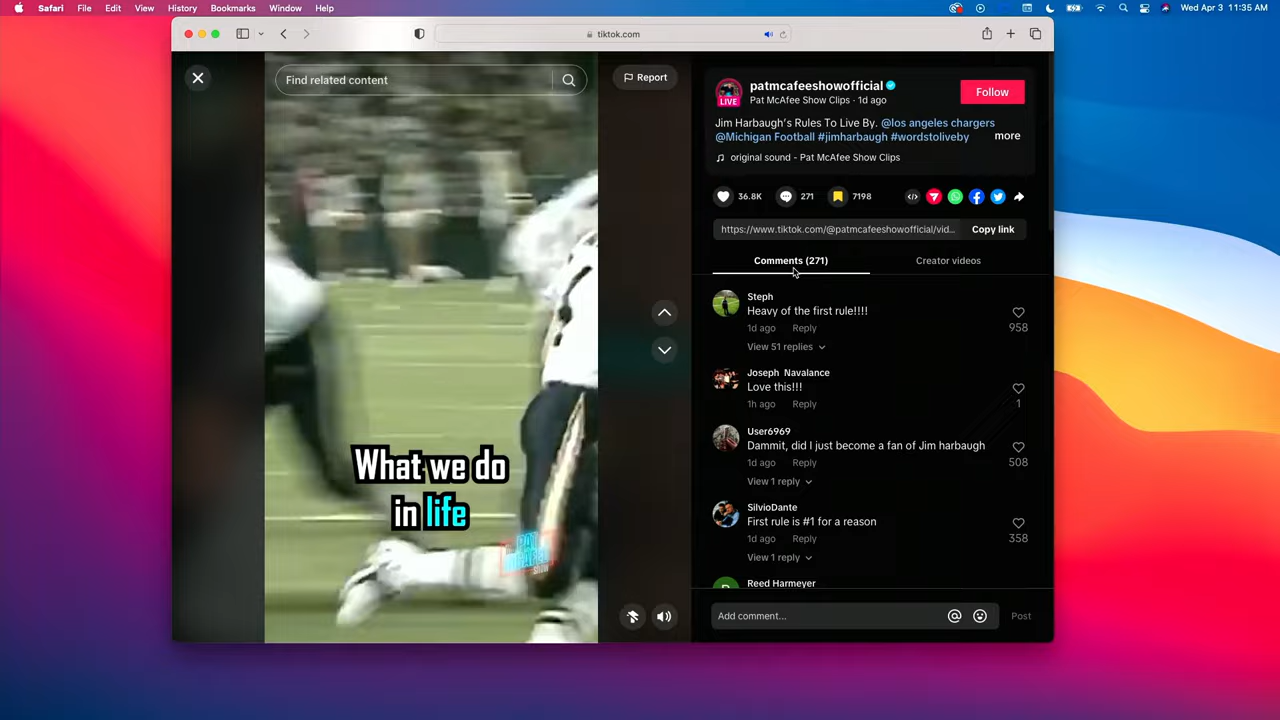 Safari File Edit View History Bookmarks Window Help
Wed Apr 3 11:35 AM
tiktok.com
Find related content
Report
LIVE
patmcafeeshowofficial
Pat McAfee Show Clips · 1d ago
Follow
Jim Harbaugh's Rules To Live By. @los angeles chargers
@Michigan Football #jimharbaugh #wordstoliveby
more
original sound - Pat McAfee Show Clips
36.8K
271
7198
https://www.tiktok.com/@patmcafeeshowofficial/vid...
Copy link
Comments (271)
Creator videos
Steph
Heavy of the first rule!!!!
1d ago Reply
958
View 51 replies
Joseph Navalance
Love this!!!
1h ago Reply
1
User6969
Dammit, did I just become a fan of Jim harbaugh
1d ago Reply
508
View 1 reply
SilvioDante
First rule is #1 for a reason
1d ago Reply
358
View 1 reply
Reed Harmeyer
Add comment...
Post
What we do
in life
PAT
MCAFEE
SHOW